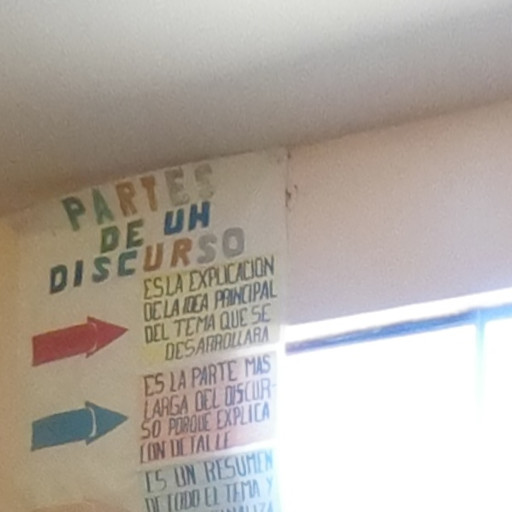 PARTES
DE UN
DISCURSO
ES LA EXPLICACION
DE LA IDEA PRINCIPAL
DEL TEMA QUE SE
DESARROLLARA
ES LA PARTE MAS
LARGA DEL DISCUR-
SO PORQUE EXPLICA
CON DETALLE
ES UN RESUMEN
DE TODO EL TEMA Y